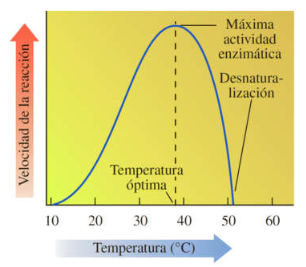 Máxima
actividad
enzimática
Desnatura-
lización
Velocidad de la reacción
Temperatura
óptima
10 20 30 40 50 60
Temperatura (°C)